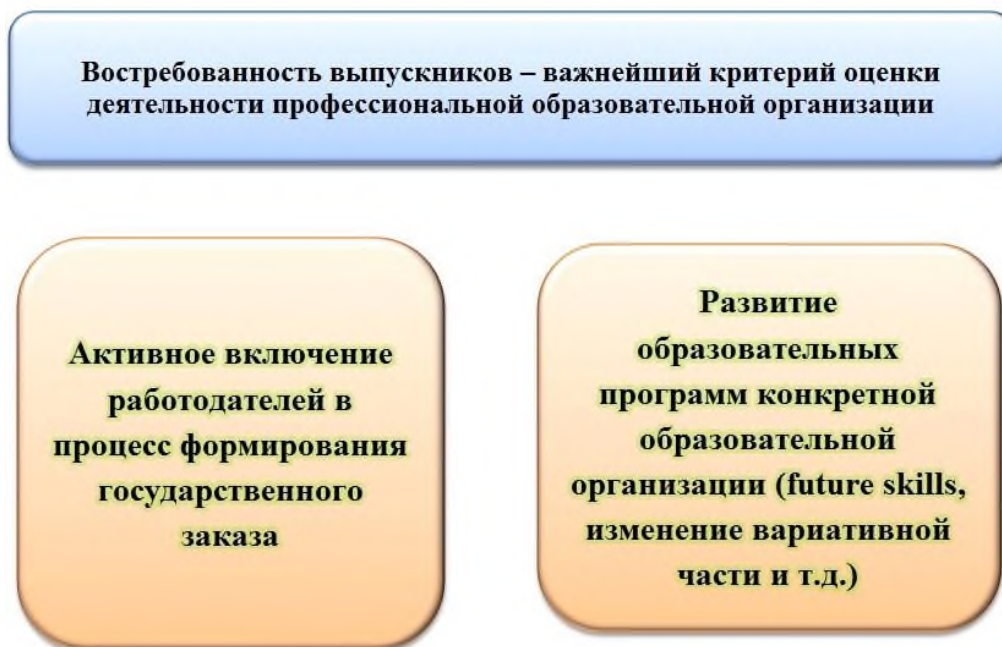 Востребованность выпускников – важнейший критерий оценки
деятельности профессиональной образовательной организации
Активное включение
работодателей в
процесс формирования
государственного
заказа
Развитие
образовательных
программ конкретной
образовательной
организации (future skills,
изменение вариативной
части и т.д.)